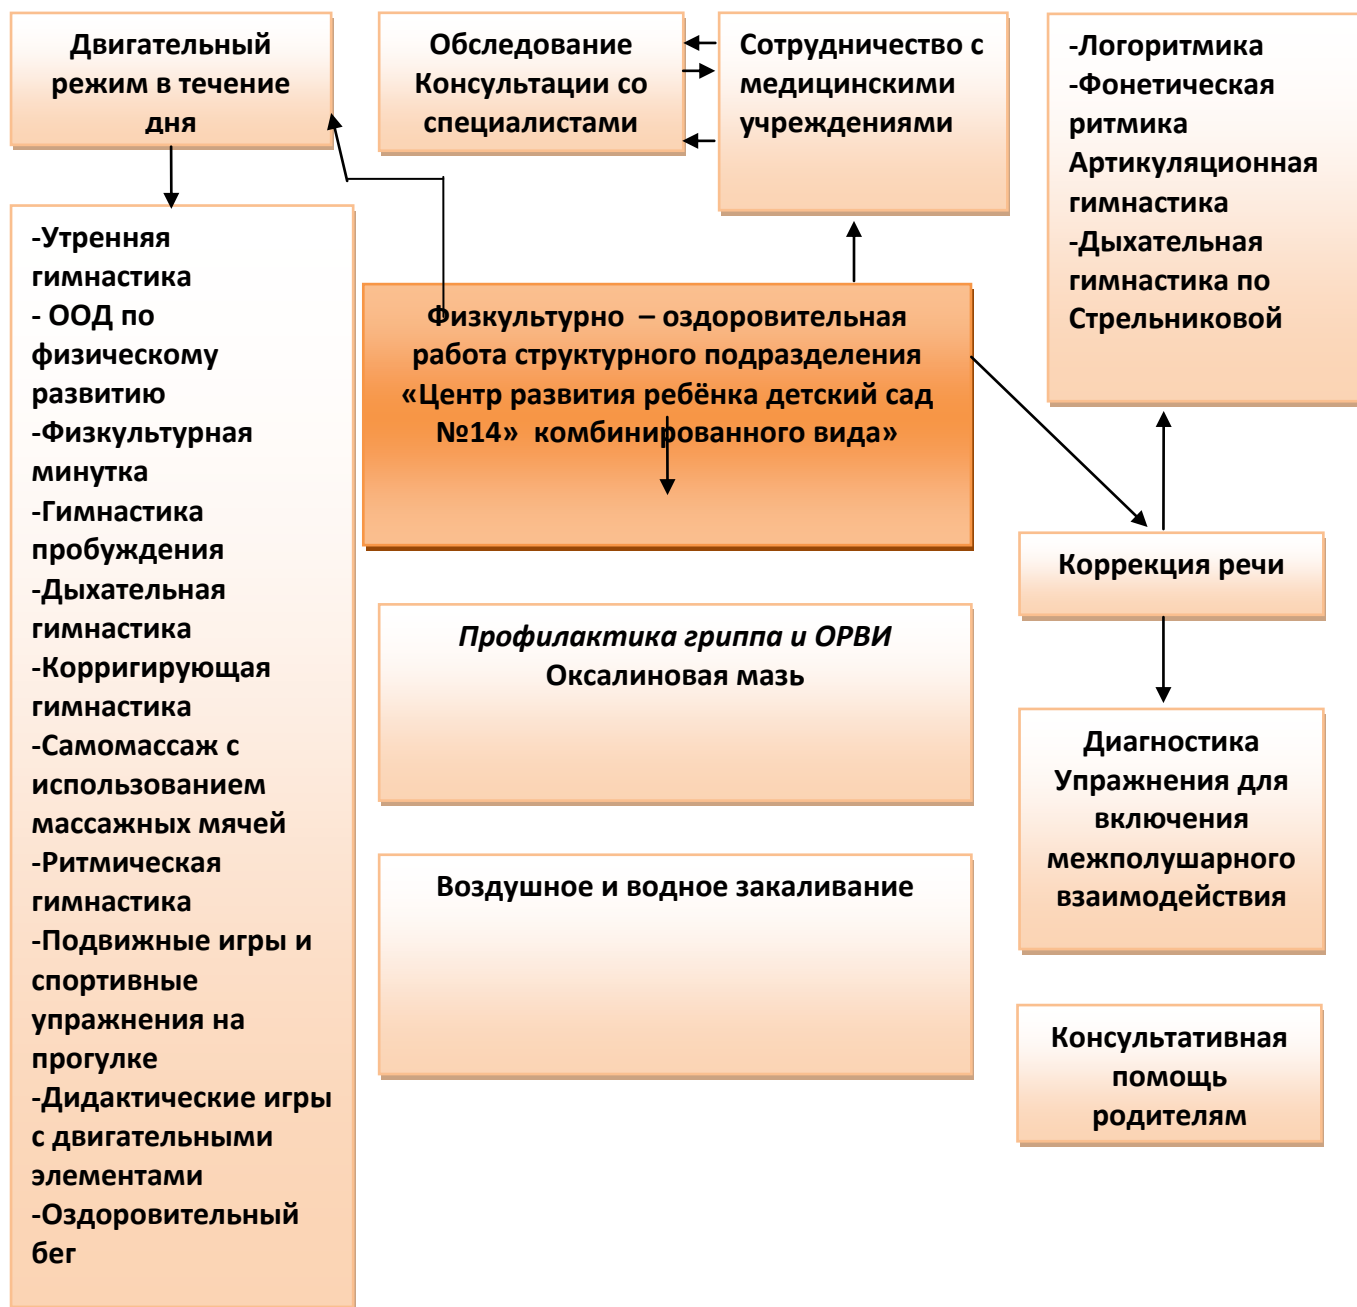 Двигательный
режим в течение
дня
Обследование
Консультации со
специалистами
Сотрудничество с
медицинскими
учреждениями
-Логоритмика
-Фонетическая
ритмика
Артикуляционная
гимнастика
-Дыхательная
гимнастика по
Стрельниковой
-Утренняя
гимнастика
- ООД по
физическому
развитию
-Физкультурная
минутка
-Гимнастика
пробуждения
-Дыхательная
гимнастика
-Корригирующая
гимнастика
-Самомассаж с
использованием
массажных мячей
-Ритмическая
гимнастика
-Подвижные игры и
спортивные
упражнения на
прогулке
-Дидактические игры
с двигательными
элементами
-Оздоровительный
бег
Физкультурно – оздоровительная
работа структурного подразделения
«Центр развития ребёнка детский сад
№14» комбинированного вида»
Коррекция речи
Профилактика гриппа и ОРВИ
Оксалиновая мазь
Диагностика
Упражнения для
включения
межполушарного
взаимодействия
Воздушное и водное закаливание
Консультативная
помощь
родителям